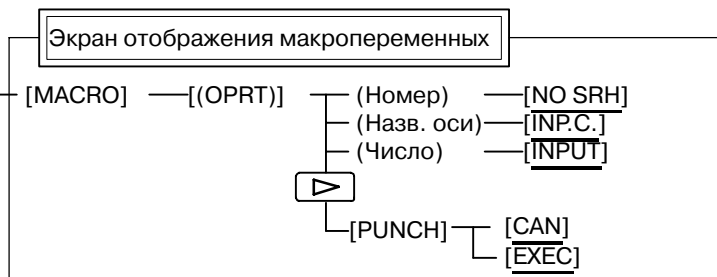 Экран отображения макропеременных
[MACRO] [(OPRT)] (Номер) [NO SRH]
(Назв. оси) [INP.C.]
(Число) [INPUT]
[PUNCH] [CAN]
[EXEC]